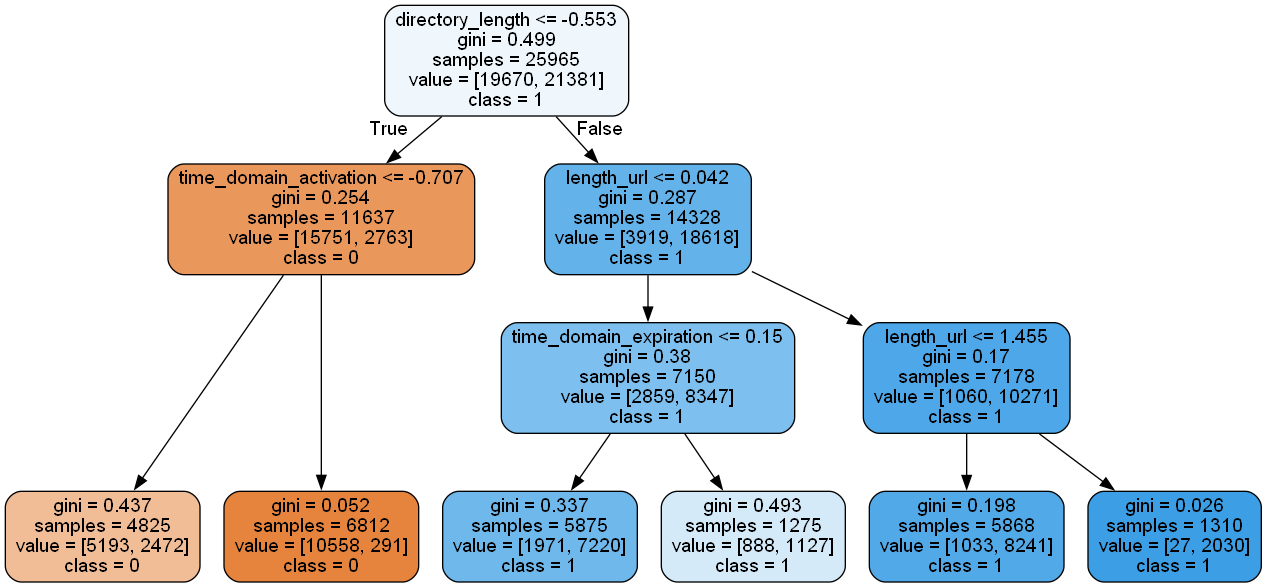 directory_length <= -0.553
gini = 0.499
samples = 25965
value = [19670, 21381]
class = 1
True
False
time_domain_activation <= -0.707
gini = 0.254
samples = 11637
value = [15751, 2763]
class = 0
length_url <= 0.042
gini = 0.287
samples = 14328
value = [3919, 18618]
class = 1
time_domain_expiration <= 0.15
gini = 0.38
samples = 7150
value = [2859, 8347]
class = 1
length_url <= 1.455
gini = 0.17
samples = 7178
value = [1060, 10271]
class = 1
gini = 0.437
samples = 4825
value = [5193, 2472]
class = 0
gini = 0.052
samples = 6812
value = [10558, 291]
class = 0
gini = 0.337
samples = 5875
value = [1971, 7220]
class = 1
gini = 0.493
samples = 1275
value = [888, 1127]
class = 1
gini = 0.198
samples = 5868
value = [1033, 8241]
class = 1
gini = 0.026
samples = 1310
value = [27, 2030]
class = 1